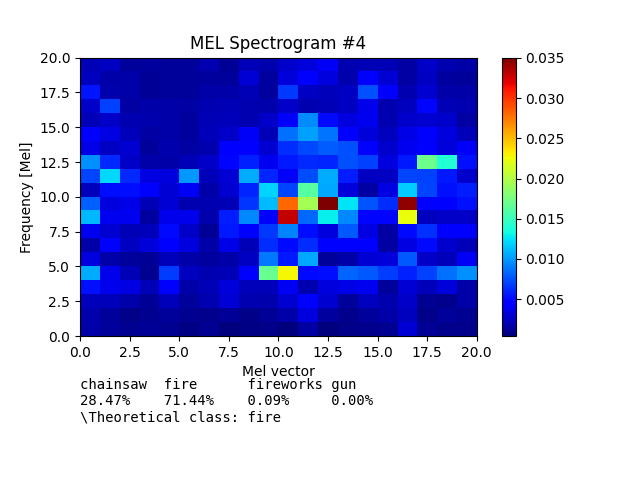 MEL Spectrogram #4
20.0
17.5
15.0
12.5
10.0
7.5
5.0
2.5
0.0
Frequency [Mel]
0.0 2.5 5.0 7.5 10.0 12.5 15.0 17.5 20.0
Mel vector
0.035
0.030
0.025
0.020
0.015
0.010
0.005
chainsaw fire fireworks gun
28.47% 71.44% 0.09% 0.00%
\Theoretical class: fire